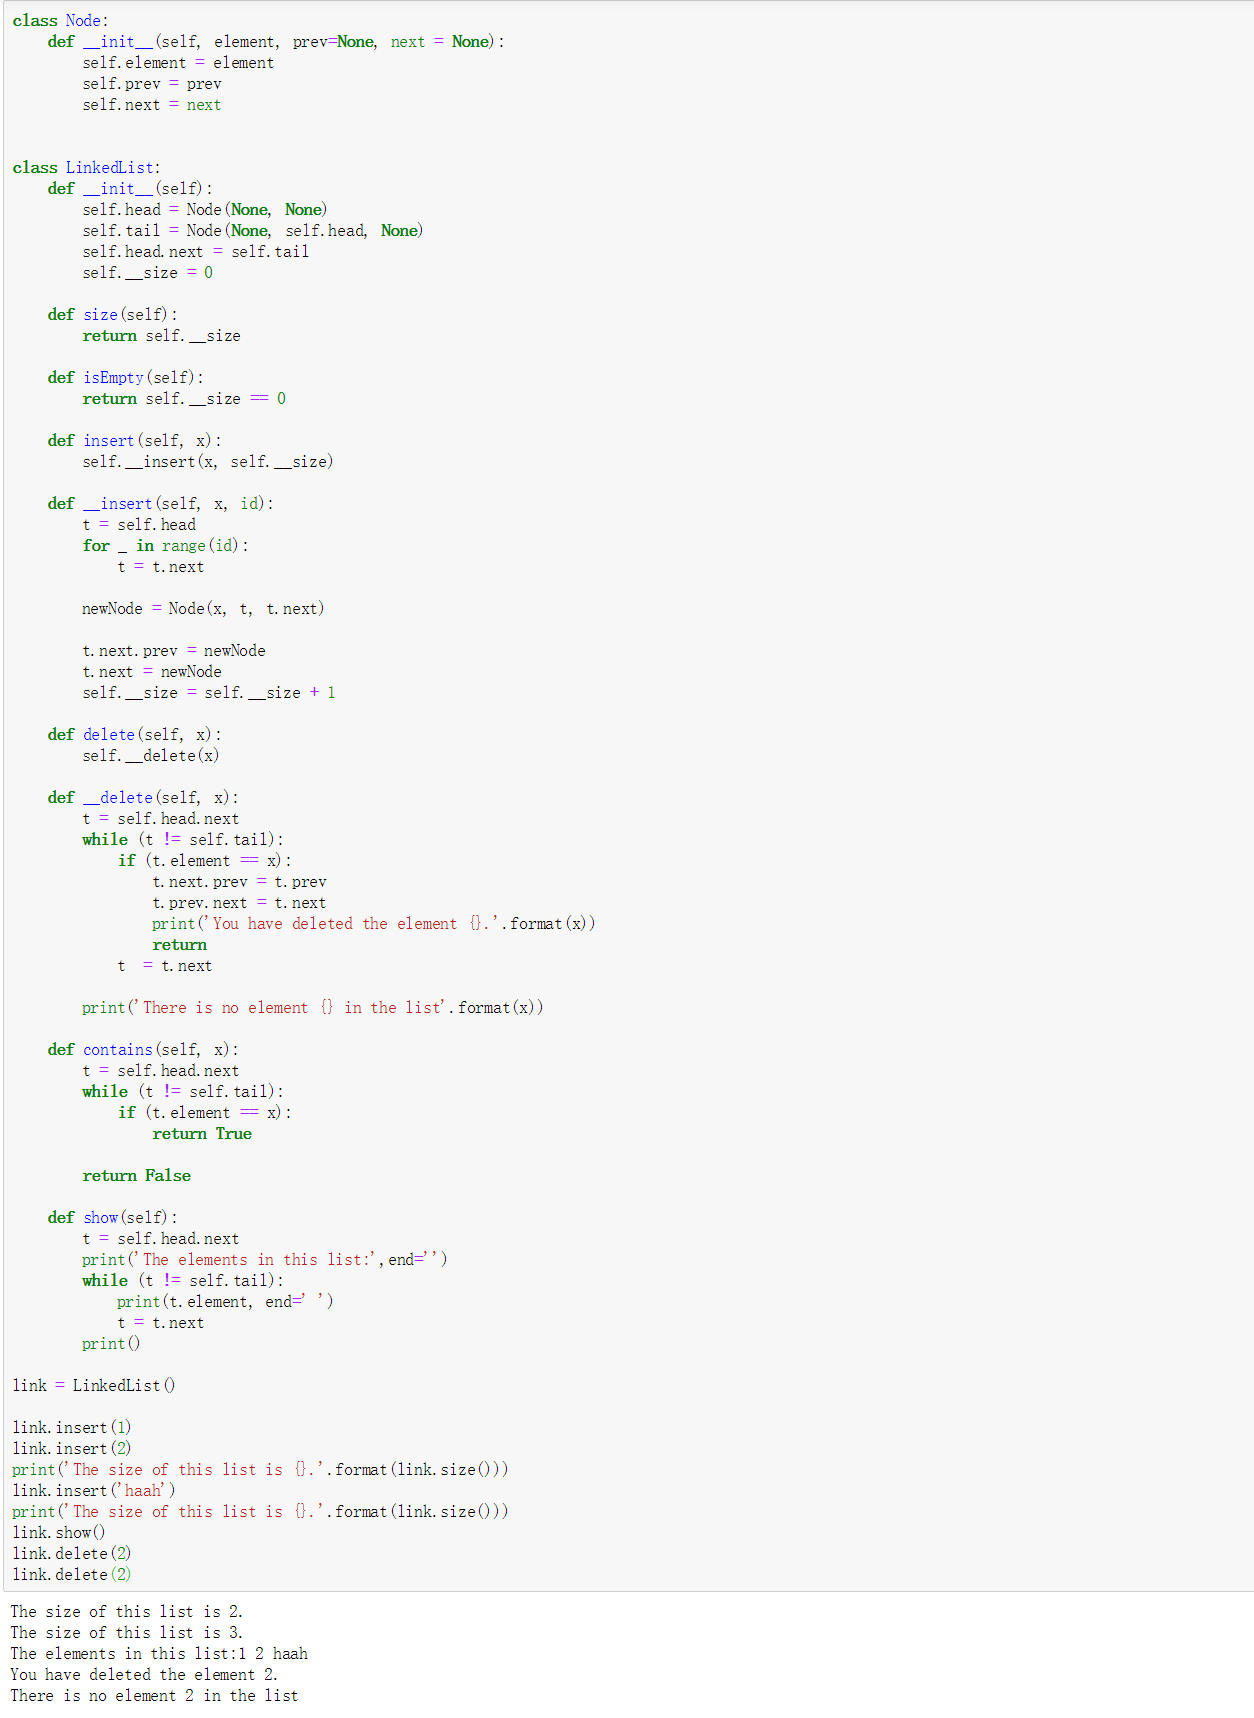 class Node:
    def __init__(self, element, prev=None, next = None):
        self.element = element
        self.prev = prev
        self.next = next
class LinkedList:
    def __init__(self):
        self.head = Node(None, None)
        self.tail = Node(None, self.head, None)
        self.head.next = self.tail
        self.__size = 0
    def size(self):
        return self.__size
    def isEmpty(self):
        return self.__size == 0
    def insert(self, x):
        self.__insert(x, self.__size)
    def __insert(self, x, id):
        t = self.head
        for _ in range(id):
            t = t.next
        newNode = Node(x, t, t.next)
        t.next.prev = newNode
        t.next = newNode
        self.__size = self.__size + 1
    def delete(self, x):
        self.__delete(x)
    def __delete(self, x):
        t = self.head.next
        while (t != self.tail):
            if (t.element == x):
                t.next.prev = t.prev
                t.prev.next = t.next
                print('You have deleted the element {}.'.format(x))
                return
            t  = t.next
        print('There is no element {} in the list'.format(x))
    def contains(self, x):
        t = self.head.next
        while (t != self.tail):
            if (t.element == x):
                return True
        return False
    def show(self):
        t = self.head.next
        print('The elements in this list:',end='')
        while (t != self.tail):
            print(t.element, end=' ')
            t = t.next
        print()
link = LinkedList()
link.insert(1)
link.insert(2)
print('The size of this list is {}.'.format(link.size()))
link.insert('haah')
print('The size of this list is {}.'.format(link.size()))
link.show()
link.delete(2)
link.delete(2)
The size of this list is 2.
The size of this list is 3.
The elements in this list:1 2 haah
You have deleted the element 2.
There is no element 2 in the list